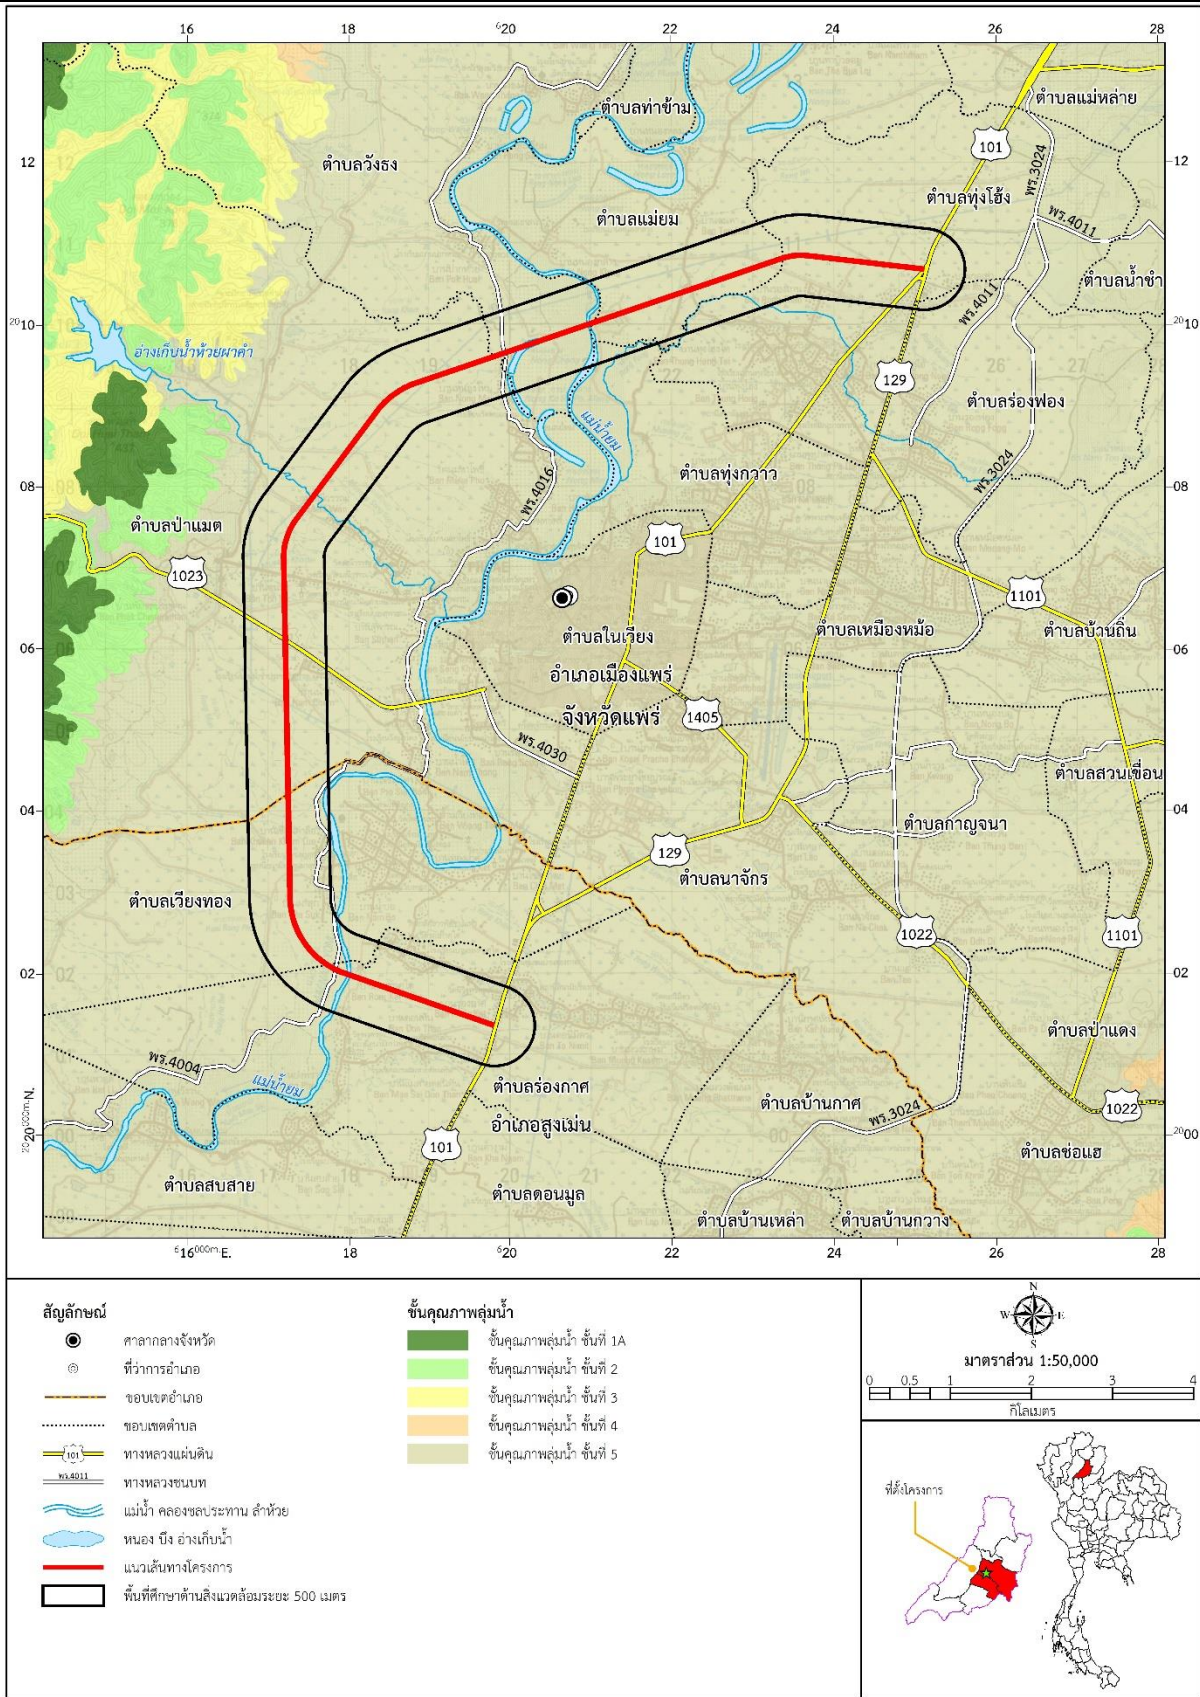 16 18 ⁶20 22 24 26 28
ตำบลแม่หล่าย
ตำบลท่าข้าม
101
12 12
ตำบลวังธง
พร.3024
ตำบลทุ่งโฮ้ง
ตำบลแม่ยม
พร.4011
ตำบลน้ำชำ
พร.4011
²⁰10 ²⁰10
อ่างเก็บน้ำห้วยผาคำ
129
ตำบลร่องฟอง
แม่น้ำยม
ตำบลทุ่งกวาว
พร.4016
พร.3024
08 08
ตำบลป่าแมต
101
1023
1101
ตำบลในเวียง
ตำบลเหมืองหม้อ
ตำบลบ้านถิ่น
06 06
อำเภอเมืองแพร่
จังหวัดแพร่
1405
พร.4030
ตำบลสวนเขื่อน
04 04
ตำบลกาญจนา
129
ตำบลนาจักร
ตำบลเวียงทอง
1022
1101
02 02
ตำบลป่าแดง
พร.4004
แม่น้ำยม
ตำบลร่องกาศ
ตำบลบ้านกาศ
พร.3024
1022
อำเภอสูงเม่น
²⁰20⁰⁰⁰ᵐ·N. ²⁰00
101
ตำบลช่อแฮ
ตำบลสบสาย
ตำบลดอนมูล
ตำบลบ้านเหล่า
ตำบลบ้านกวาง
⁶16⁰⁰⁰ᵐ·E. 18 ⁶20 22 24 26 28
สัญลักษณ์
ศาลากลางจังหวัด
ที่ว่าการอำเภอ
ขอบเขตอำเภอ
ขอบเขตตำบล
101 ทางหลวงแผ่นดิน
พร.4011 ทางหลวงชนบท
แม่น้ำ คลองชลประทาน ลำห้วย
หนอง บึง อ่างเก็บน้ำ
แนวเส้นทางโครงการ
พื้นที่ศึกษาด้านสิ่งแวดล้อมระยะ 500 เมตร
ชั้นคุณภาพลุ่มน้ำ
ชั้นคุณภาพลุ่มน้ำ ชั้นที่ 1A
ชั้นคุณภาพลุ่มน้ำ ชั้นที่ 2
ชั้นคุณภาพลุ่มน้ำ ชั้นที่ 3
ชั้นคุณภาพลุ่มน้ำ ชั้นที่ 4
ชั้นคุณภาพลุ่มน้ำ ชั้นที่ 5
N
W E
S
มาตราส่วน 1:50,000
0 0.5 1 2 3 4
กิโลเมตร
ที่ตั้งโครงการ